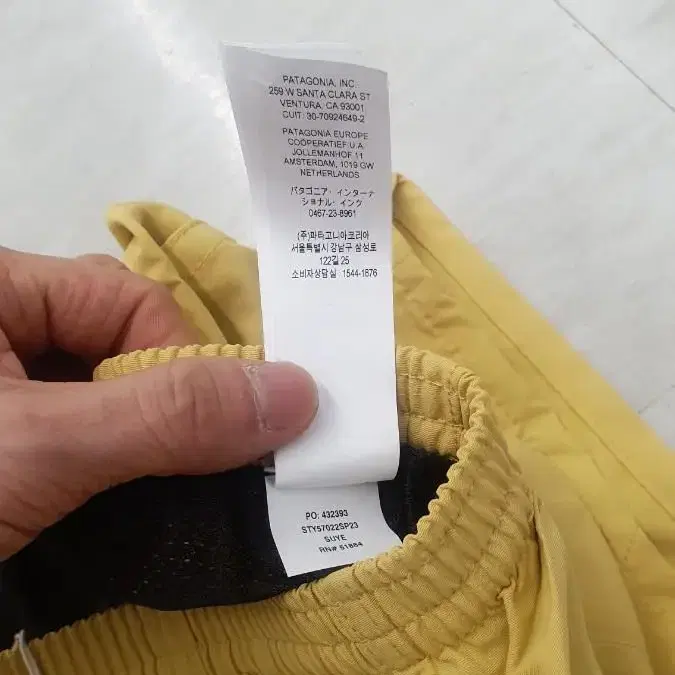 PATAGONIA, INC.
259 W SANTA CLARA ST
VENTURA, CA 93001
CUIT: 30-70924649-2
PATAGONIA EUROPE
COÖPERATIEF U.A.
JOLLEMANHOF 11
AMSTERDAM, 1019 GW
NETHERLANDS
パタゴニア・インターナ
ショナル・インク
0467-23-8961
(주)파타고니아코리아
서울특별시 강남구 삼성로
122길 25
소비자상담실 1544-1876
PO: 432393
STY57022SP23
SUYE
RN# 51884